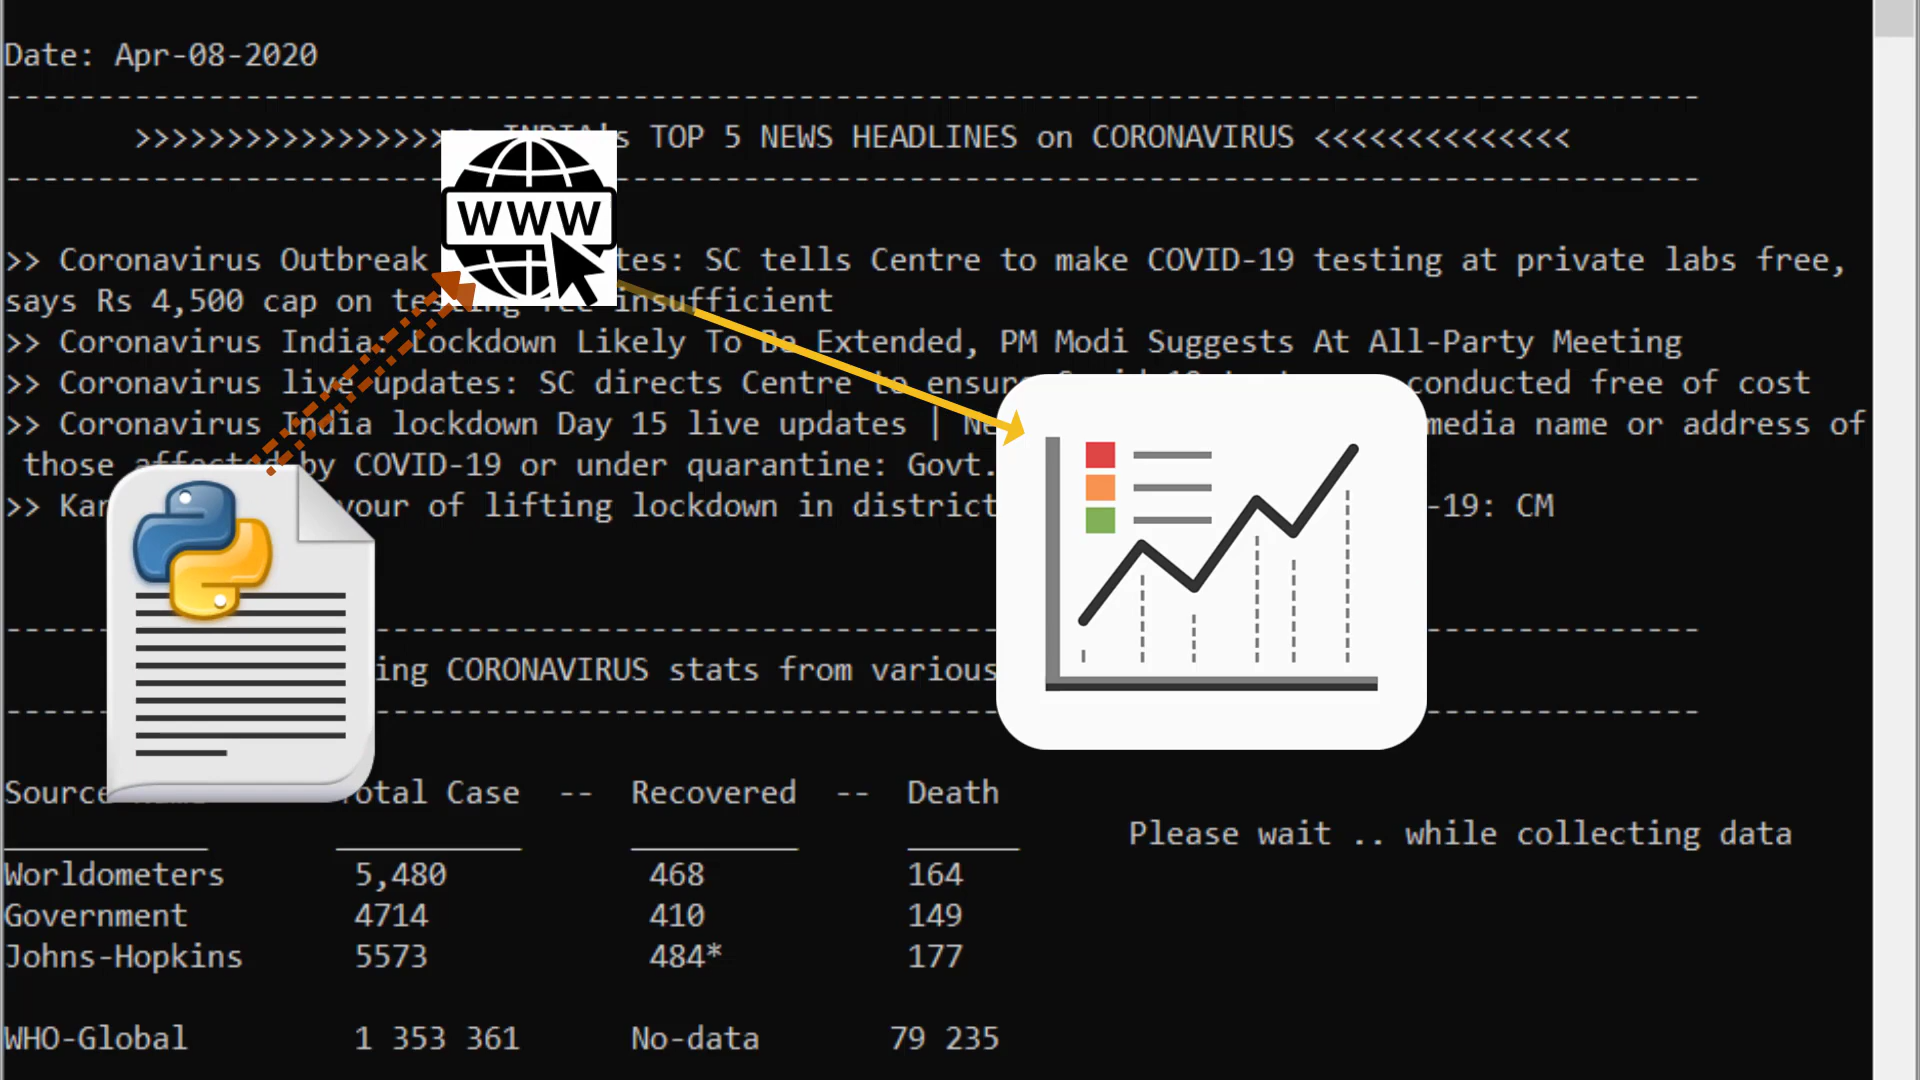 Date: Apr-08-2020
--------------------------------------------------------------------------------------------
>>>>>>>>>>>>>>>>> TOP 5 NEWS HEADLINES on CORONAVIRUS <<<<<<<<<<<<<<
--------------------------------------------------------------------------------------------
WWW
>> Coronavirus Outbreak SC tells Centre to make COVID-19 testing at private labs free,
says Rs 4,500 cap on insufficient
>> Coronavirus India: Lockdown Likely To Be Extended, PM Modi Suggests At All-Party Meeting
>> Coronavirus live updates: SC directs Centre to ensure conducted free of cost
>> Coronavirus India lockdown Day 15 live updates | media name or address of
those affected by COVID-19 or under quarantine: Govt.
>> of lifting lockdown in district -19: CM
--------------------------------------------------------------------------------------------
CORONAVIRUS stats from various
--------------------------------------------------------------------------------------------
Source Total Case -- Recovered -- Death
Please wait .. while collecting data
Worldometers 5,480 468 164
Government 4714 410 149
Johns-Hopkins 5573 484* 177
WHO-Global 1 353 361 No-data 79 235